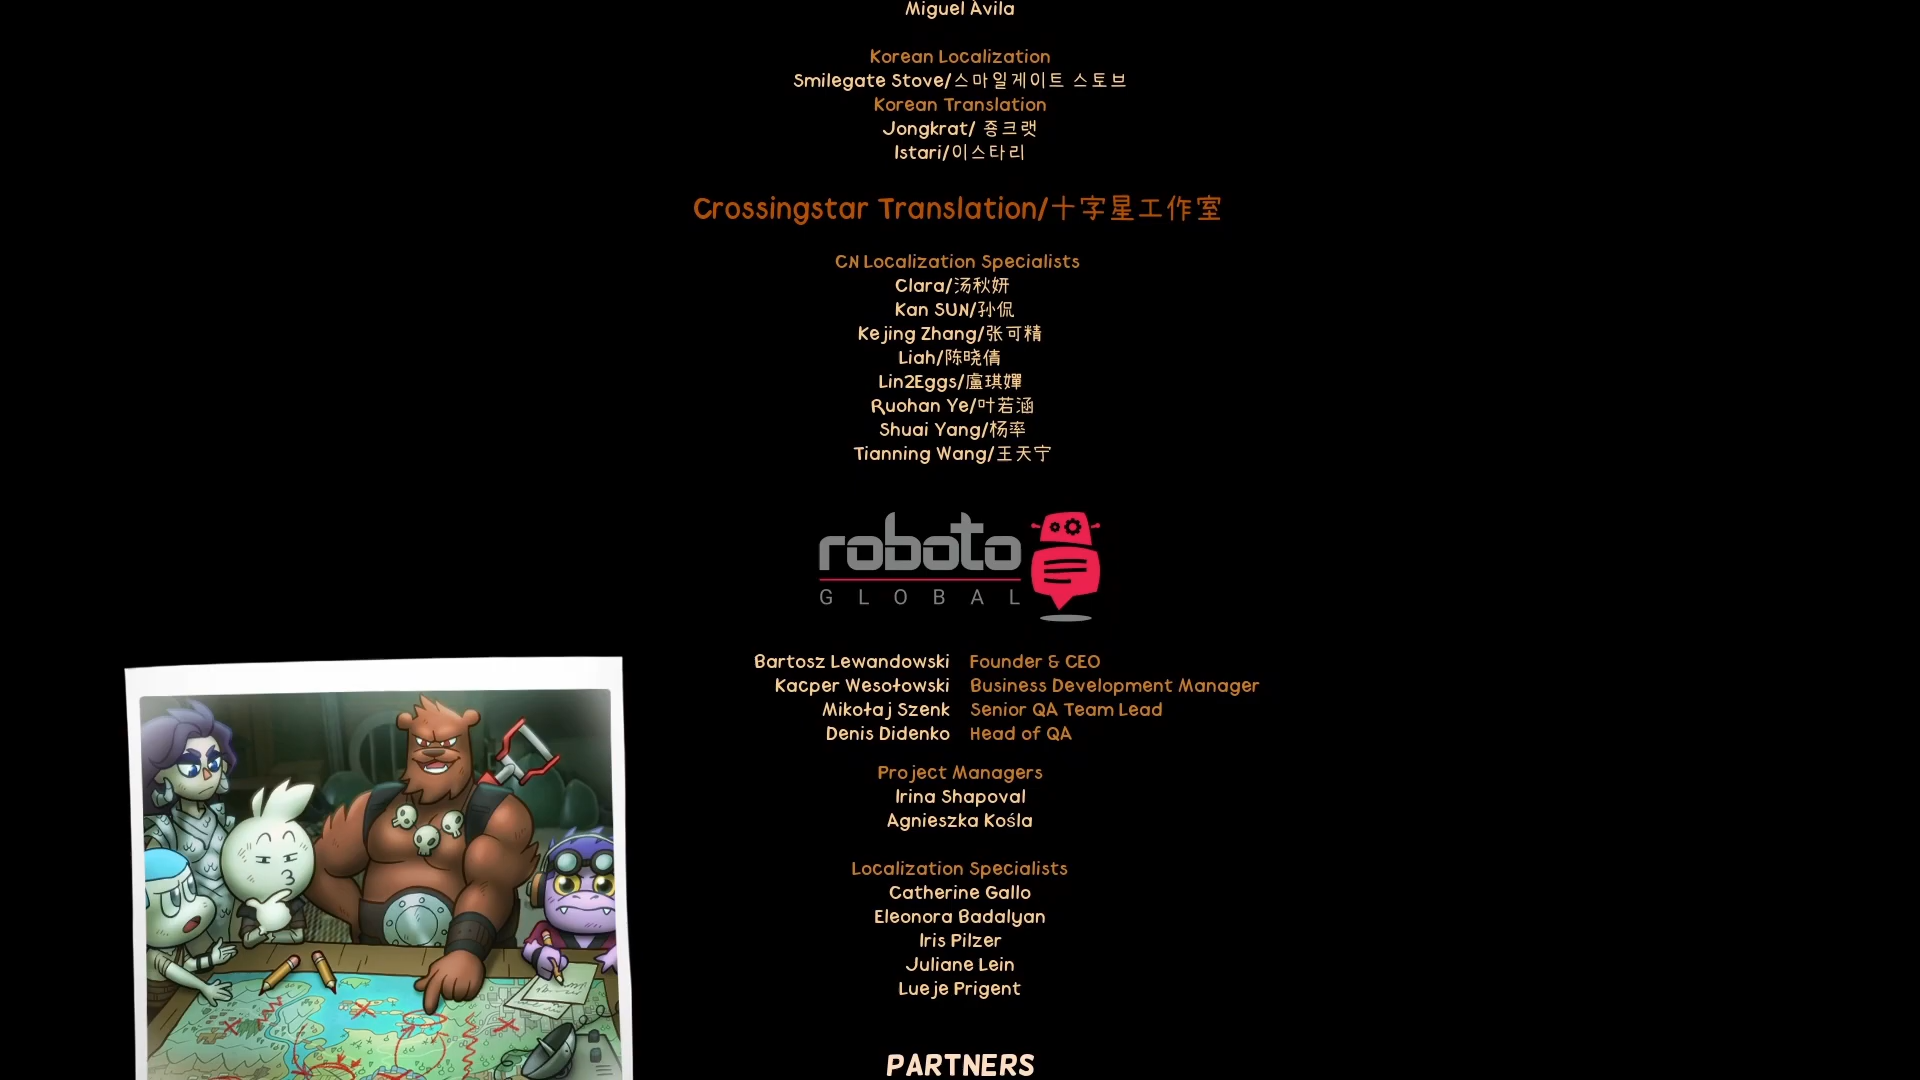 Miguel Ávila
Korean Localization
Smilegate Stove/스마일게이트 스토브
Korean Translation
Jongkrat/ 죵크랫
Istari/이스타리
Crossingstar Translation/十字星工作室
CN Localization Specialists
Clara/汤秋妍
Kan SUN/孙侃
Kejing Zhang/张可精
Liah/陈晓倩
Lin2Eggs/盧琪嬋
Ruohan Ye/叶若涵
Shuai Yang/杨率
Tianning Wang/王天宁
roboto
GLOBAL
Bartosz Lewandowski Founder & CEO
Kacper Wesołowski Business Development Manager
Mikołaj Szenk Senior QA Team Lead
Denis Didenko Head of QA
Project Managers
Irina Shapoval
Agnieszka Kośla
Localization Specialists
Catherine Gallo
Eleonora Badalyan
Iris Pilzer
Juliane Lein
Lueje Prigent
PARTNERS